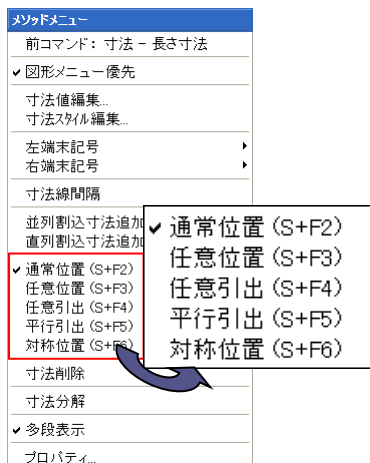 メソッドメニュー
前コマンド: 寸法 - 長さ寸法
図形メニュー優先
寸法値編集...
寸法スタイル編集...
左端末記号
右端末記号
寸法線間隔
並列割込寸法追加
直列割込寸法追加
通常位置 (S+F2)
任意位置 (S+F3)
任意引出 (S+F4)
平行引出 (S+F5)
対称位置 (S+F6)
寸法削除
寸法分解
多段表示
プロパティ...
通常位置 (S+F2)
任意位置 (S+F3)
任意引出 (S+F4)
平行引出 (S+F5)
対称位置 (S+F6)